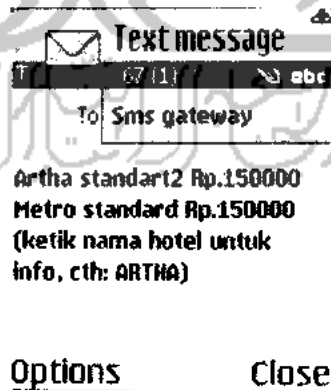 Text message
67(1) abd
To Sms gateway
Artha standart2 Rp.150000
Metro standard Rp.150000
(ketik nama hotel untuk
info, cth: ARTHA)
Options Close